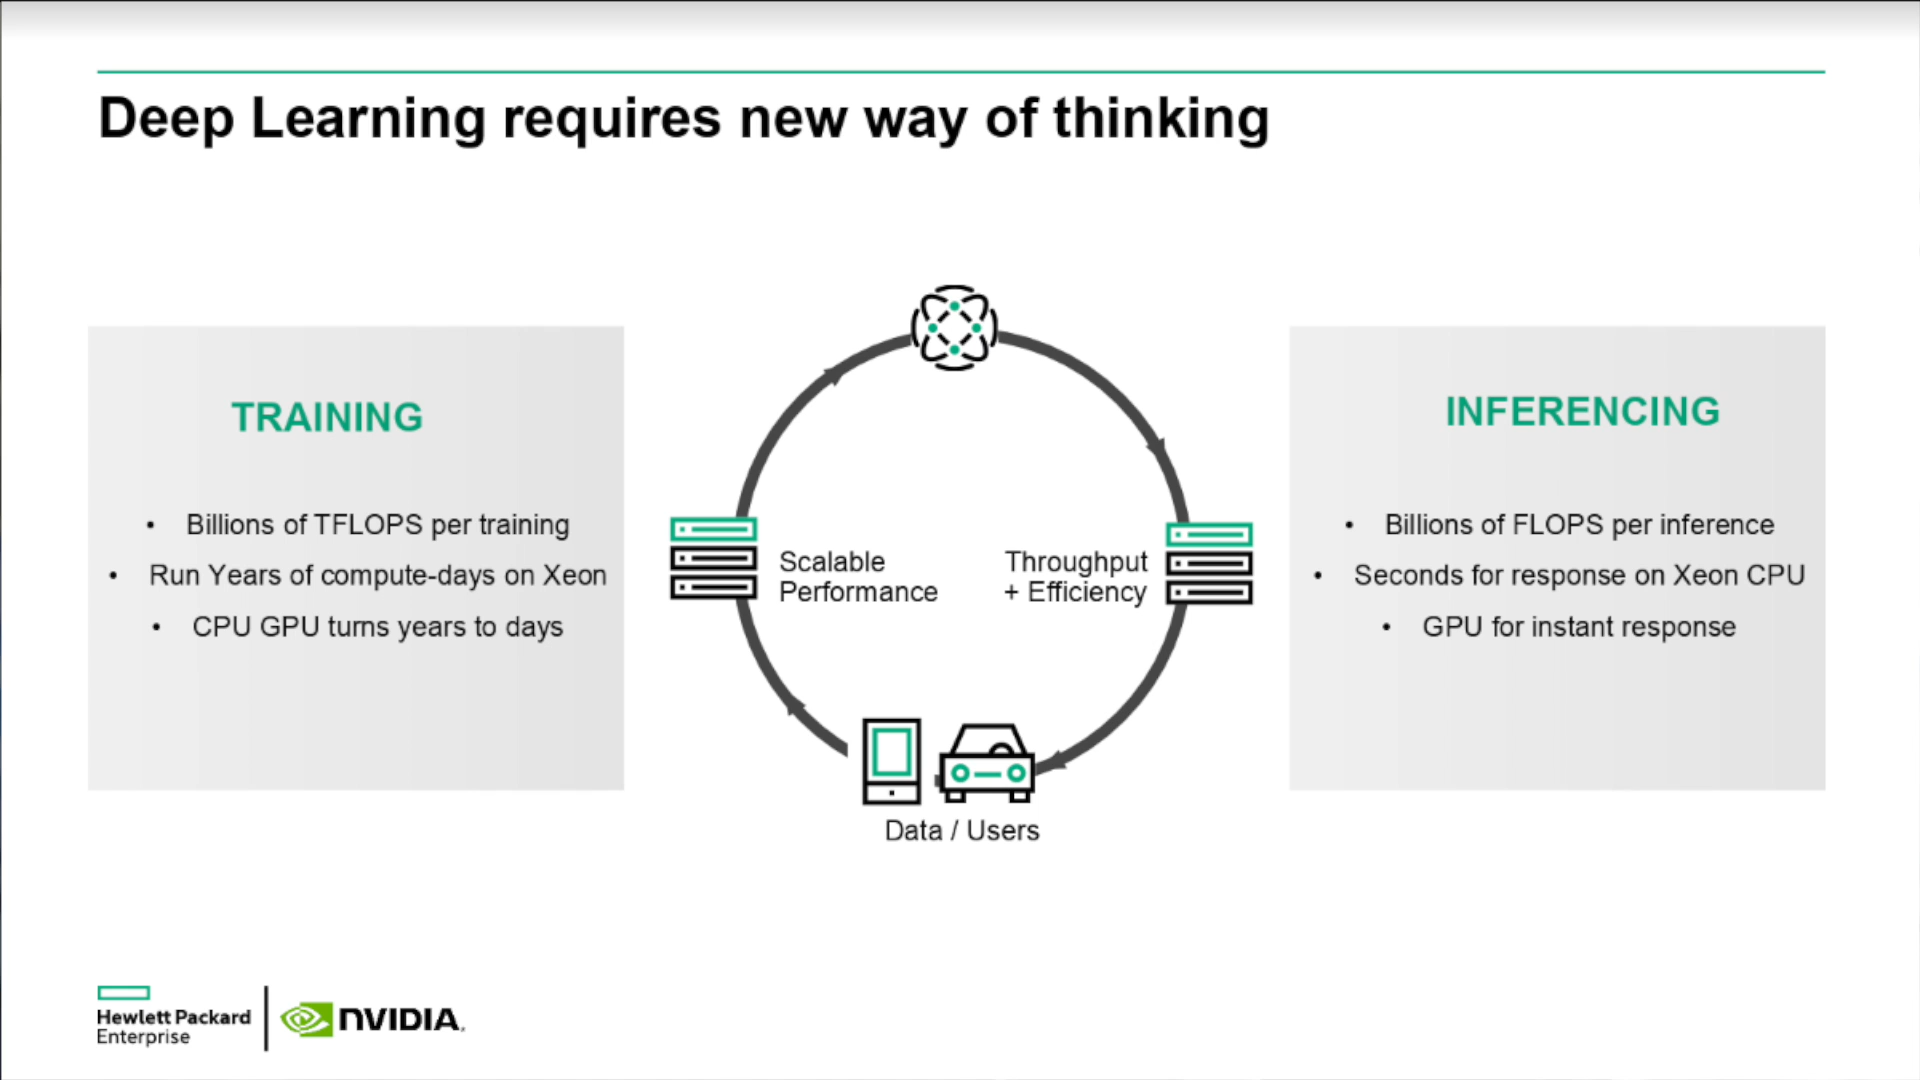 Deep Learning requires new way of thinking
TRAINING
• Billions of TFLOPS per training
• Run Years of compute-days on Xeon
• CPU GPU turns years to days
Scalable
Performance
Throughput
+ Efficiency
Data / Users
INFERENCING
• Billions of FLOPS per inference
• Seconds for response on Xeon CPU
• GPU for instant response
Hewlett Packard
Enterprise
NVIDIA.